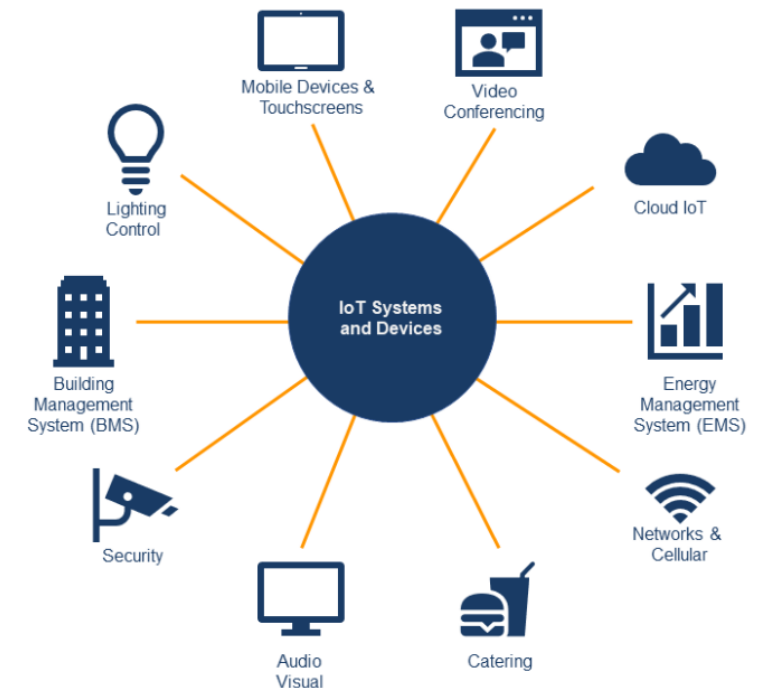 Mobile Devices &
Touchscreens
Video
Conferencing
Lighting
Control
Cloud IoT
IoT Systems
and Devices
Building
Management
System (BMS)
Energy
Management
System (EMS)
Security
Networks &
Cellular
Audio
Visual
Catering